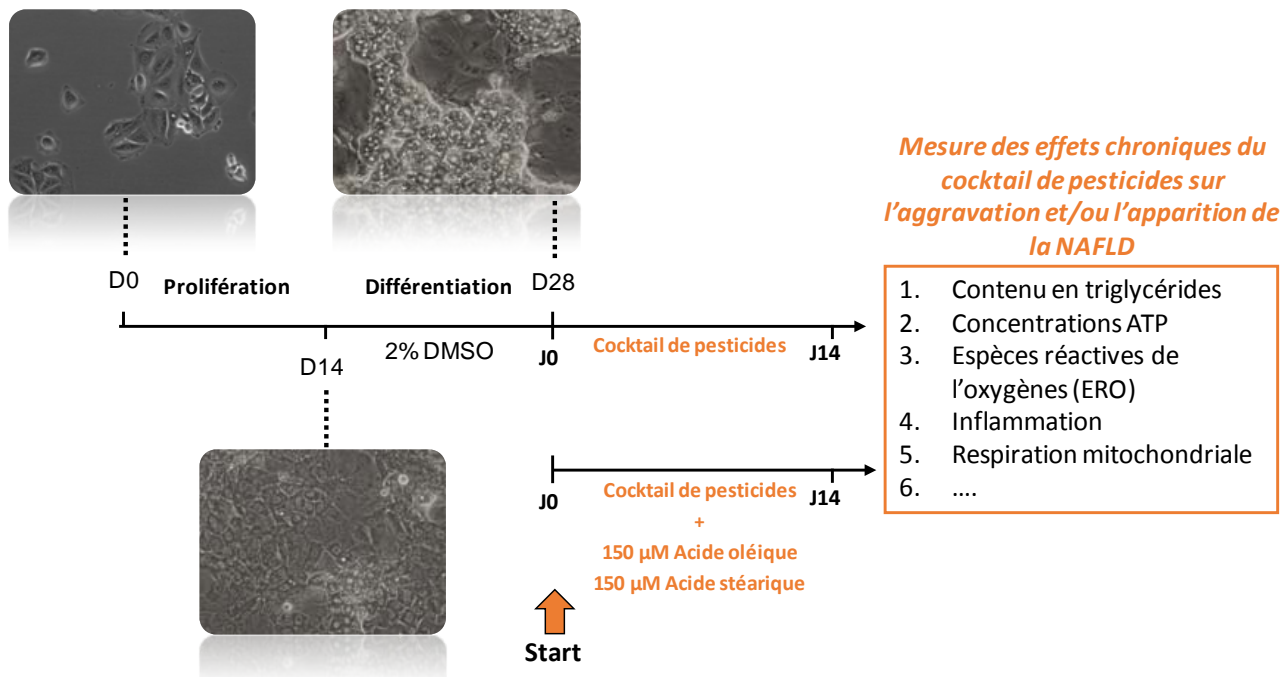 Mesure des effets chroniques du
cocktail de pesticides sur
l’aggravation et/ou l’apparition de
la NAFLD
D0
Prolifération
Différentiation
D28
2% DMSO
D14
J0
Cocktail de pesticides
J14
1. Contenu en triglycérides
2. Concentrations ATP
3. Espèces réactives de
l’oxygènes (ERO)
4. Inflammation
5. Respiration mitochondriale
6. ....
J0
Cocktail de pesticides
J14
+
150 µM Acide oléique
150 µM Acide stéarique
Start